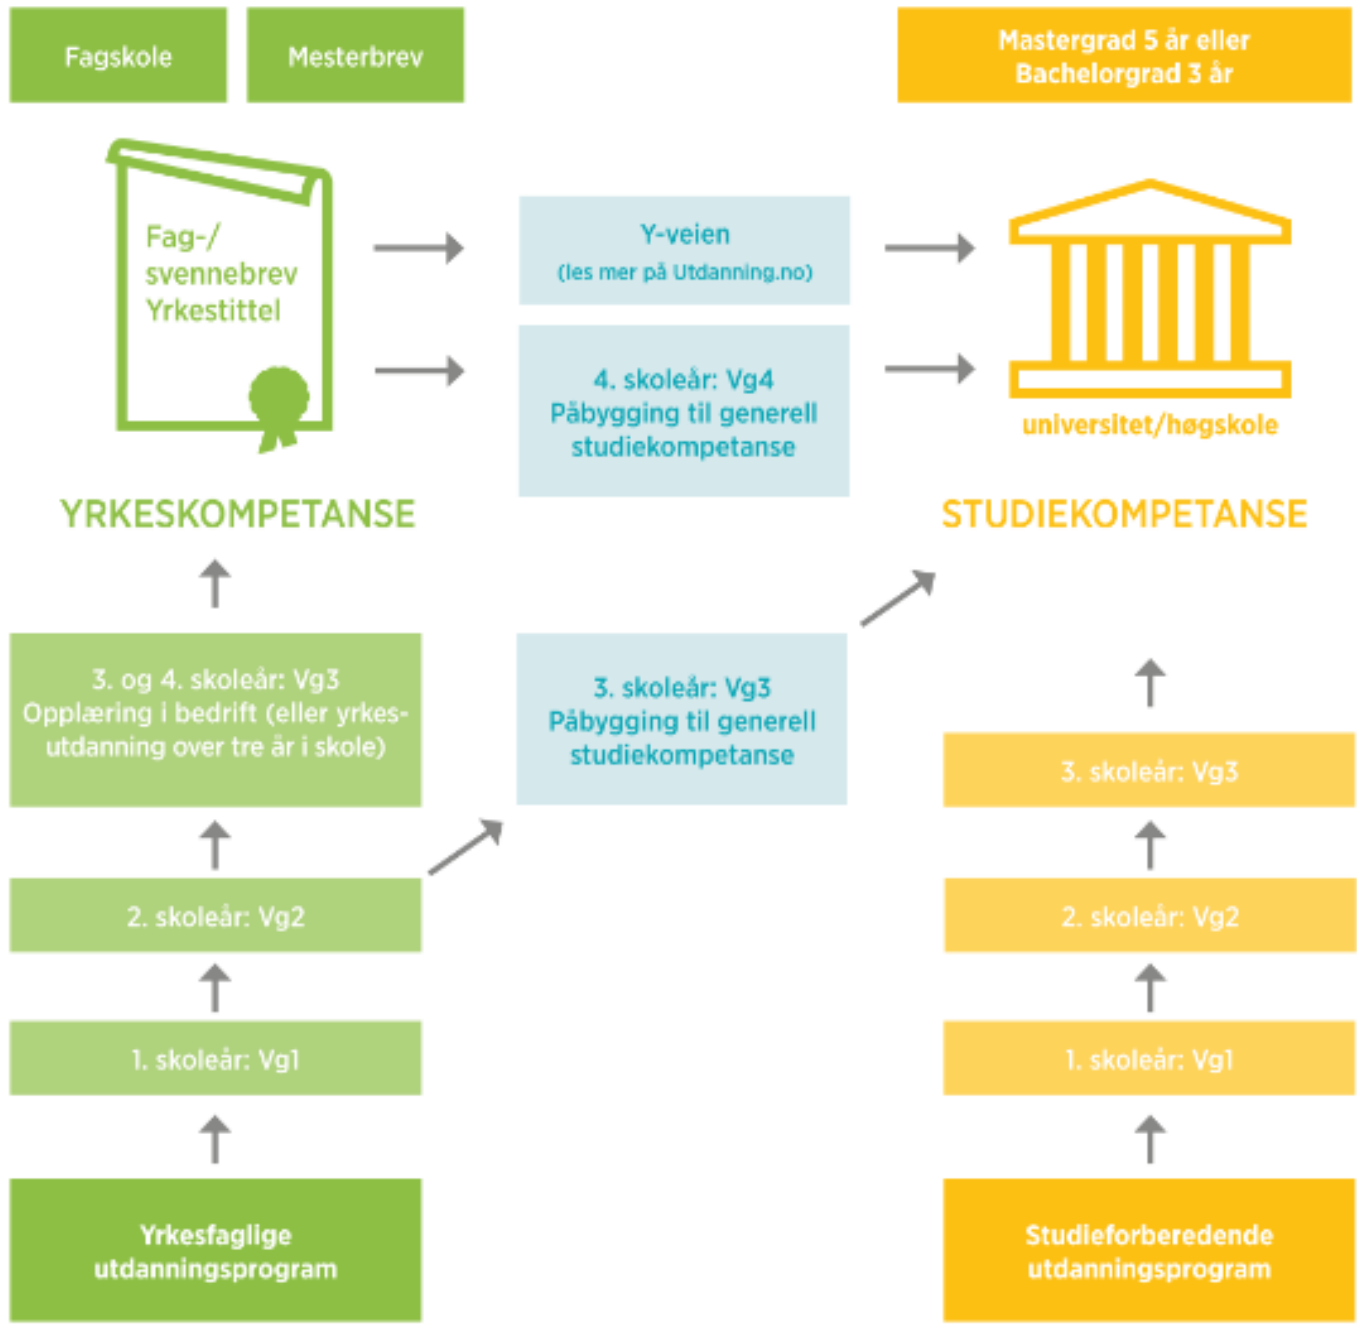 Fagskole
Mesterbrev
Mastergrad 5 år eller
Bachelorgrad 3 år
Fag-/
svennebrev
Yrkestittel
Y-veien
(les mer på Utdanning.no)
4. skoleår: Vg4
Påbygging til generell
studiekompetanse
universitet/høgskole
YRKESKOMPETANSE
STUDIEKOMPETANSE
3. og 4. skoleår: Vg3
Opplæring i bedrift (eller yrkes-
utdanning over tre år i skole)
3. skoleår: Vg3
Påbygging til generell
studiekompetanse
3. skoleår: Vg3
2. skoleår: Vg2
2. skoleår: Vg2
1. skoleår: Vg1
1. skoleår: Vg1
Yrkesfaglige
utdanningsprogram
Studieforberedende
utdanningsprogram